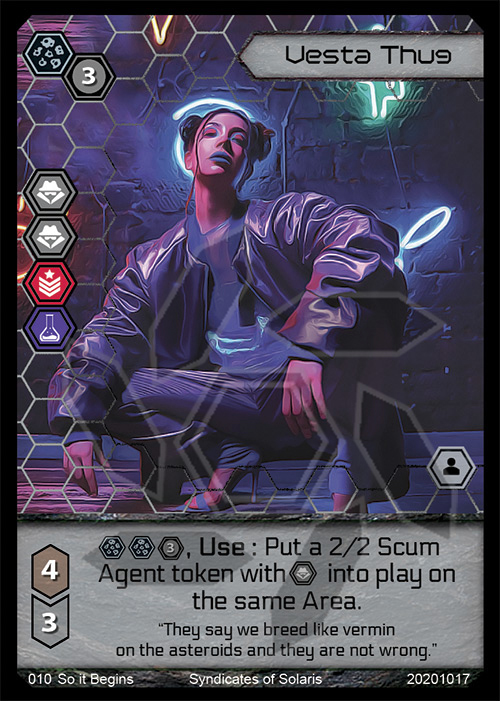 Vesta Thug
3
3, Use : Put a 2/2 Scum
Agent token with into play on
the same Area.
“They say we breed like vermin
on the asteroids and they are not wrong.”
4
3
010 So it Begins Syndicates of Solaris 20201017